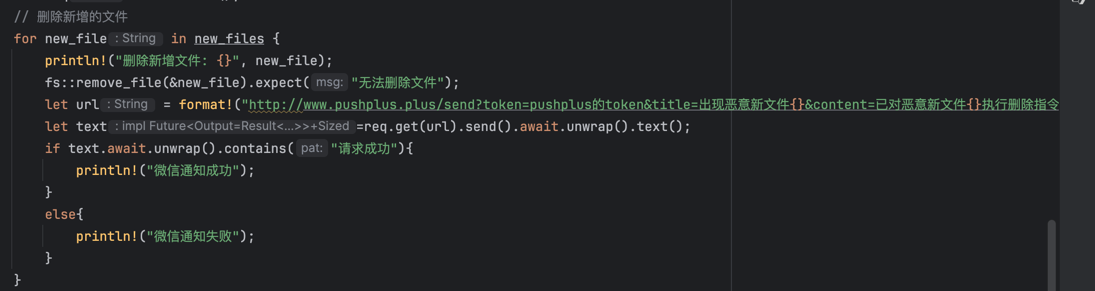 // 删除新增的文件
for new_file : String in new_files {
println!("删除新增文件: {}", new_file);
fs::remove_file(&new_file).expect( msg: "无法删除文件");
let url : String = format!("http://www.pushplus.plus/send?token=pushplus的token&title=出现恶意新文件{}&content=已对恶意新文件{}执行删除指令
let text : impl Future<Output=Result<...>>+Sized =req.get(url).send().await.unwrap().text();
if text.await.unwrap().contains( pat: "请求成功"){
println!("微信通知成功");
}
else{
println!("微信通知失败");
}
}